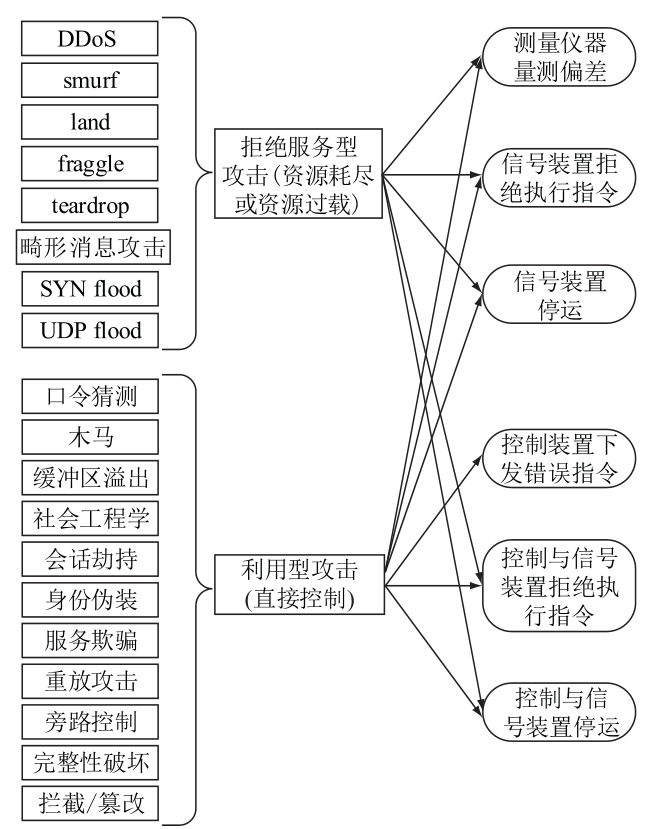 DDoS
smurf
land
fraggle
teardrop
畸形消息攻击
SYN flood
UDP flood
口令猜测
木马
缓冲区溢出
社会工程学
会话劫持
身份伪装
服务欺骗
重放攻击
旁路控制
完整性破坏
拦截/篡改
拒绝服务型
攻击(资源耗尽
或资源过载)
利用型攻击
(直接控制)
测量仪器
量测偏差
信号装置拒
绝执行指令
信号装置
停运
控制装置下
发错误指令
控制与信号
装置拒绝执
行指令
控制与信
号装置停运